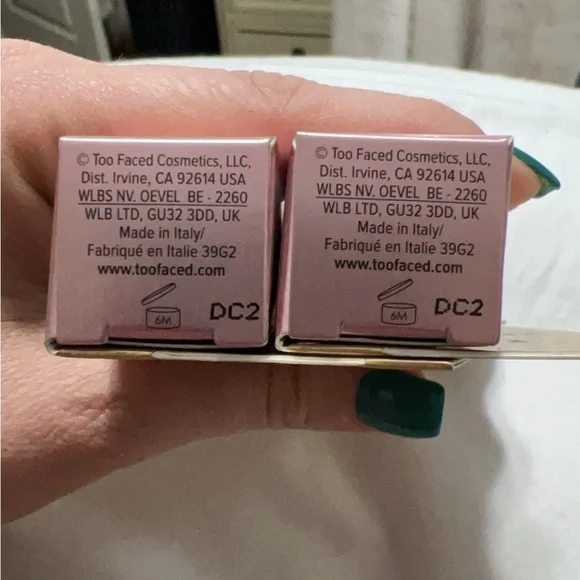 © Too Faced Cosmetics, LLC,
Dist. Irvine, CA 92614 USA
WLBS NV. OEVEL BE - 2260
WLB LTD, GU32 3DD, UK
Made in Italy/
Fabriqué en Italie 39G2
www.toofaced.com
6M
DC2
© Too Faced Cosmetics, LLC,
Dist. Irvine, CA 92614 USA
WLBS NV. OEVEL BE - 2260
WLB LTD, GU32 3DD, UK
Made in Italy/
Fabriqué en Italie 39G2
www.toofaced.com
6M
DC2